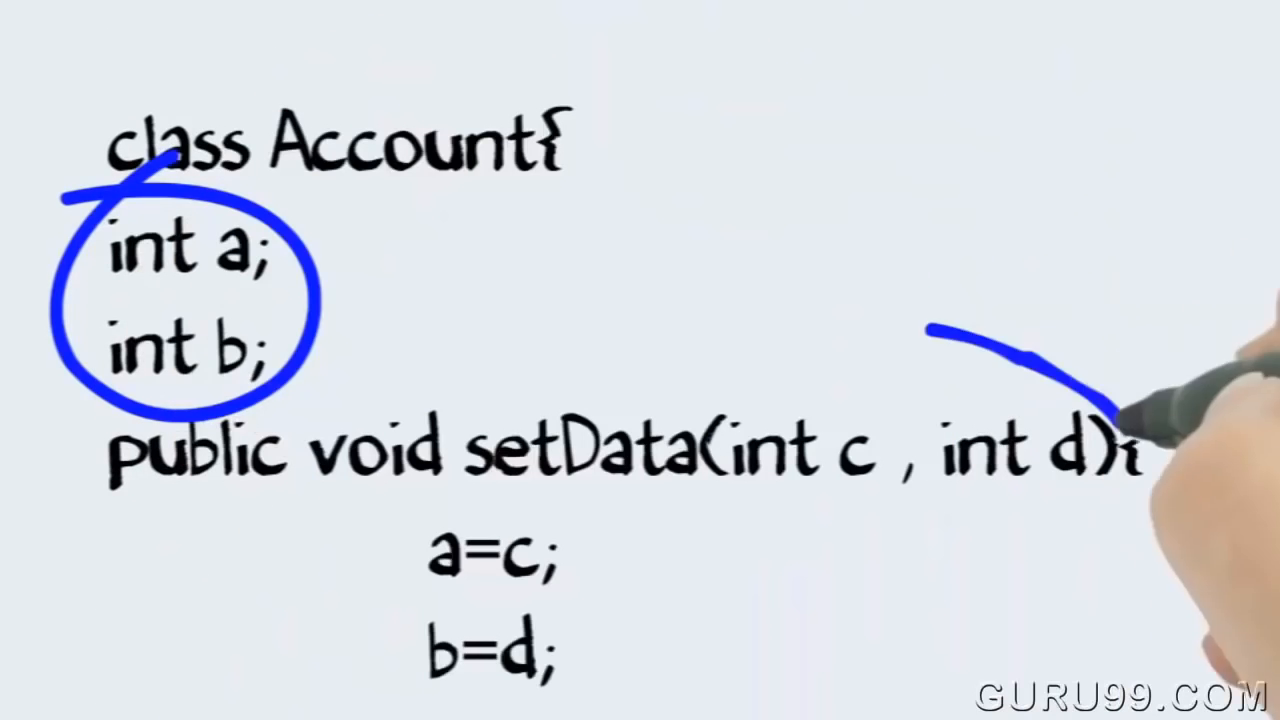 class Account{
int a;
int b;
public void setData(int c , int d){
a=c;
b=d;
GURU99.COM